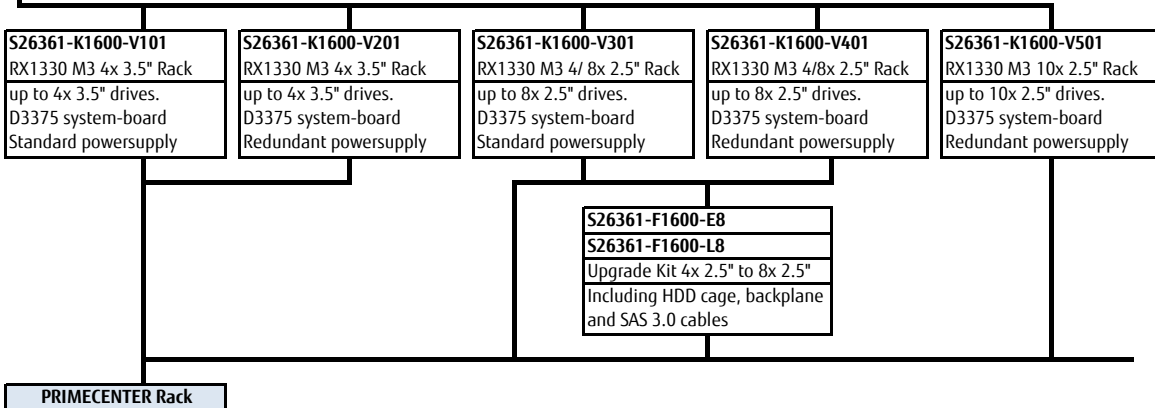 S26361-K1600-V101
RX1330 M3 4x 3.5" Rack
up to 4x 3.5" drives.
D3375 system-board
Standard powersupply
S26361-K1600-V201
RX1330 M3 4x 3.5" Rack
up to 4x 3.5" drives.
D3375 system-board
Redundant powersupply
S26361-K1600-V301
RX1330 M3 4/ 8x 2.5" Rack
up to 8x 2.5" drives.
D3375 system-board
Standard powersupply
S26361-K1600-V401
RX1330 M3 4/8x 2.5" Rack
up to 8x 2.5" drives.
D3375 system-board
Redundant powersupply
S26361-K1600-V501
RX1330 M3 10x 2.5" Rack
up to 10x 2.5" drives.
D3375 system-board
Redundant powersupply
S26361-F1600-E8
S26361-F1600-L8
Upgrade Kit 4x 2.5" to 8x 2.5"
Including HDD cage, backplane
and SAS 3.0 cables
PRIMECENTER Rack